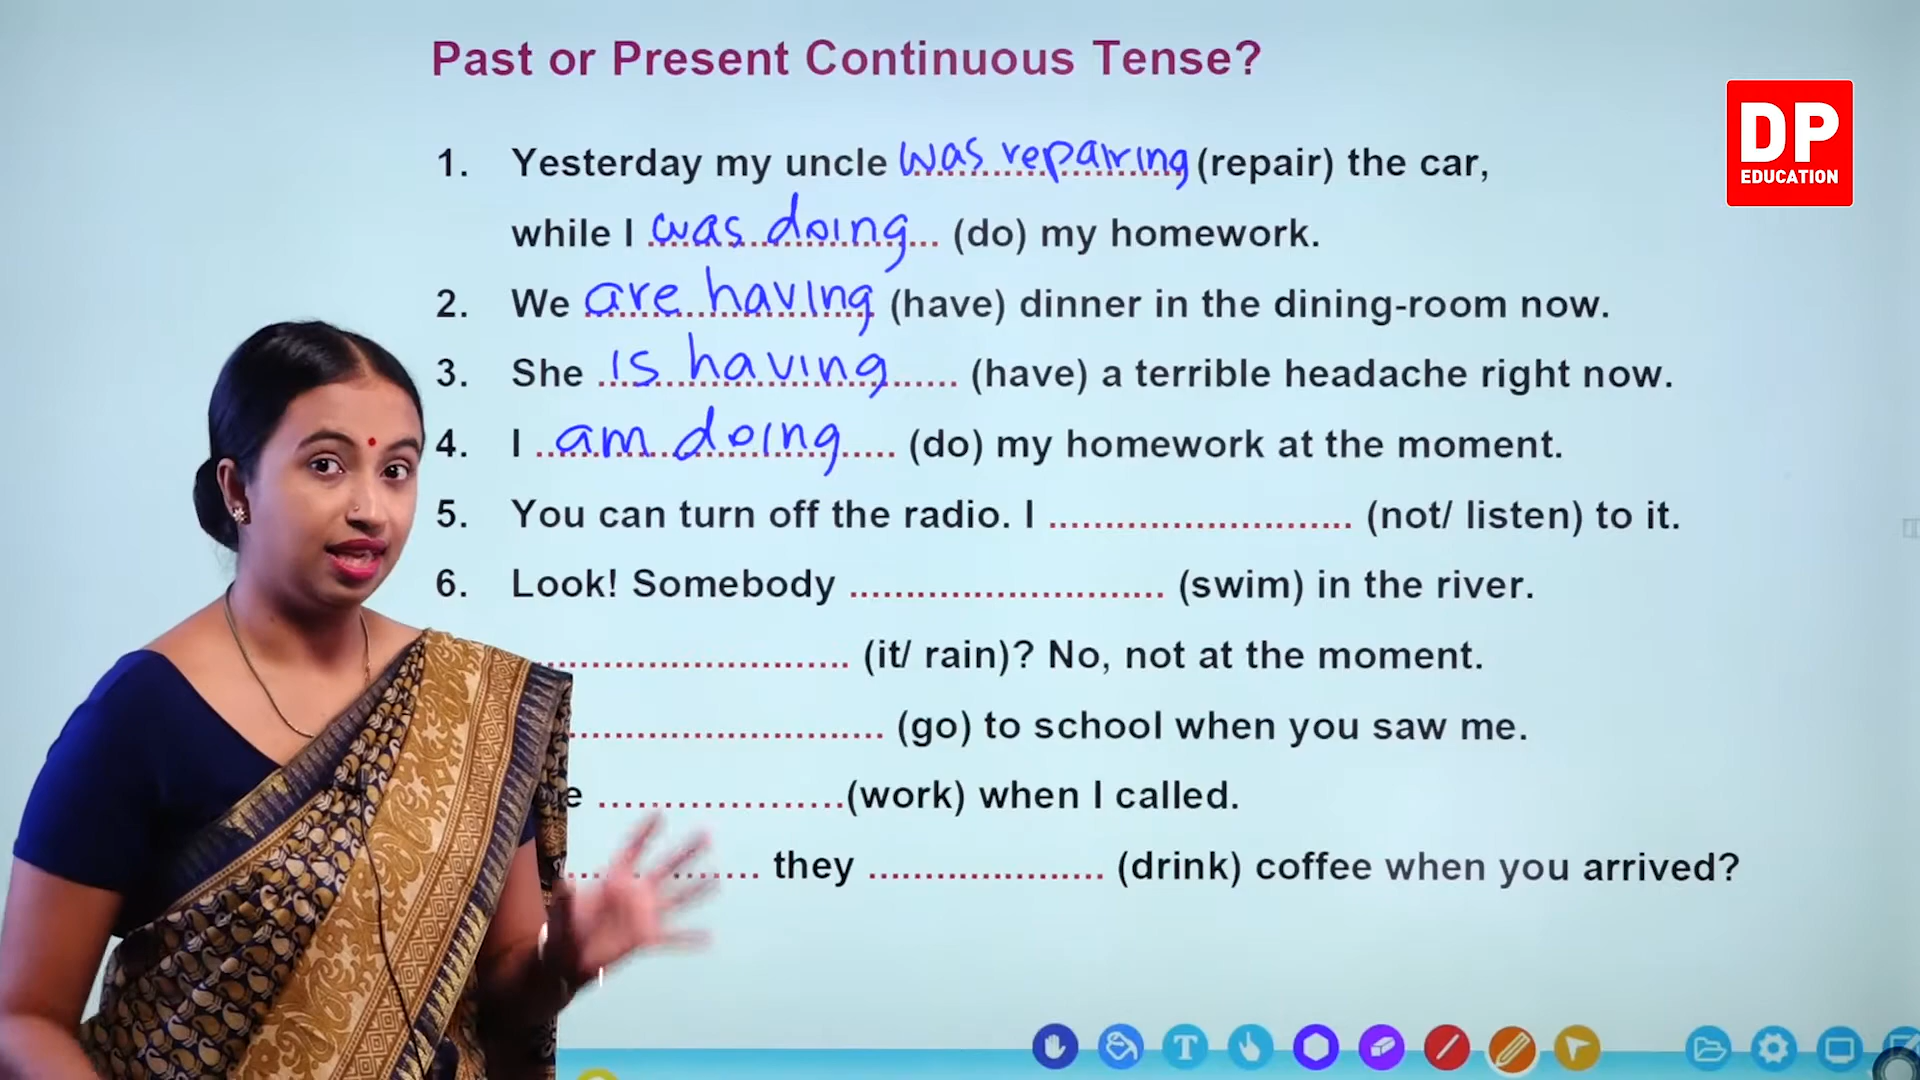 Past or Present Continuous Tense?
DP
EDUCATION
1. Yesterday my uncle was repairing (repair) the car,
while I was doing (do) my homework.
2. We are having (have) dinner in the dining-room now.
3. She is having (have) a terrible headache right now.
4. I am doing (do) my homework at the moment.
5. You can turn off the radio. I ........................... (not/ listen) to it.
6. Look! Somebody ............................ (swim) in the river.
........................... (it/ rain)? No, not at the moment.
............................ (go) to school when you saw me.
e ......................(work) when I called.
................. they ..................... (drink) coffee when you arrived?
T